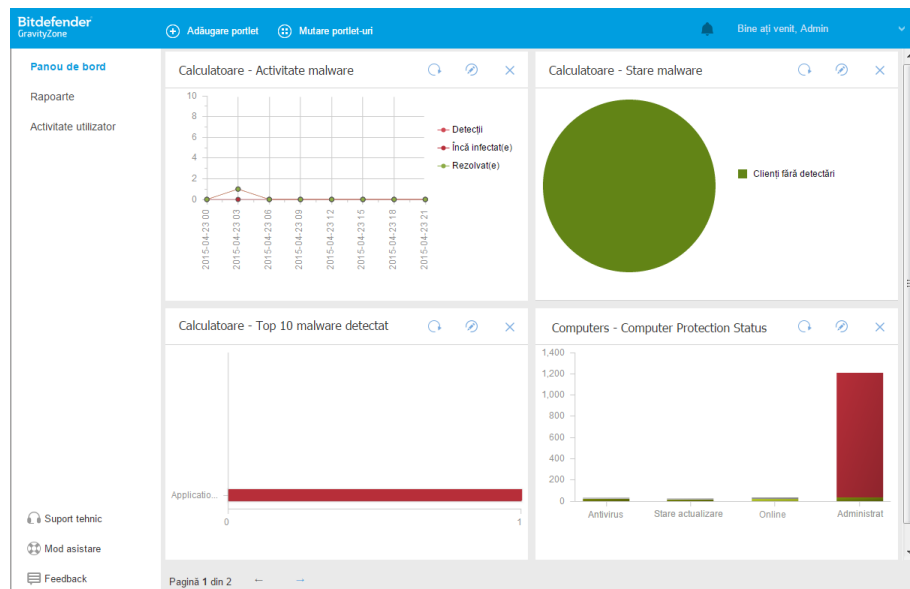 Bitdefender
GravityZone
Adăugare portlet
Mutare portlet-uri
Bine ați venit, Admin
Panou de bord
Rapoarte
Activitate utilizator
Calculatoare - Activitate malware
10
8
6
4
2
0
2015-04-23 00
2015-04-23 03
2015-04-23 06
2015-04-23 09
2015-04-23 12
2015-04-23 15
2015-04-23 18
2015-04-23 21
Detecții
Încă infectat(e)
Rezolvat(e)
Calculatoare - Stare malware
Clienți fără detectări
Calculatoare - Top 10 malware detectat
Applicatio...
0
1
Computers - Computer Protection Status
1,400
1,200
1,000
800
600
400
200
0
Antivirus
Stare actualizare
Online
Administrat
Suport tehnic
Mod asistare
Feedback
Pagină 1 din 2